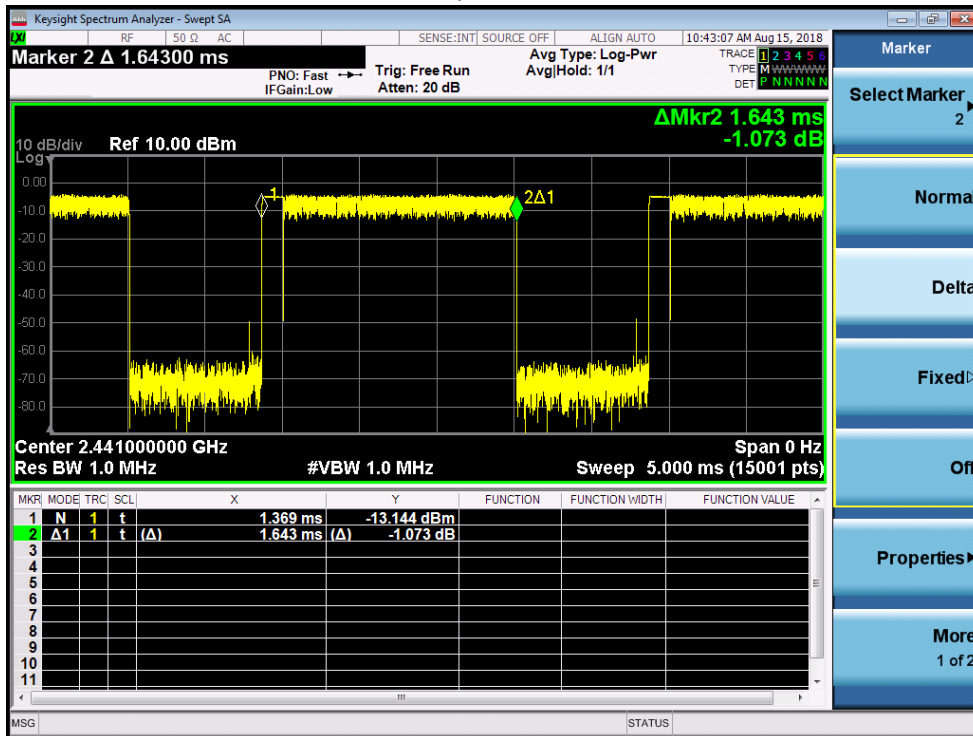 Keysight Spectrum Analyzer - Swept SA
LXI RF 50 Ω AC SENSE:INT SOURCE OFF ALIGN AUTO 10:43:07 AM Aug 15, 2018
Marker 2 Δ 1.64300 ms
PNO: Fast
IFGain:Low
Trig: Free Run
Atten: 20 dB
Avg Type: Log-Pwr
Avg|Hold: 1/1
TRACE 1 2 3 4 5 6
TYPE M WWWWW
DET P N N N N N
ΔMkr2 1.643 ms
-1.073 dB
10 dB/div Ref 10.00 dBm
Log
0.00
-10.0
-20.0
-30.0
-40.0
-50.0
-60.0
-70.0
-80.0
1
2Δ1
Center 2.441000000 GHz Span 0 Hz
Res BW 1.0 MHz #VBW 1.0 MHz Sweep 5.000 ms (15001 pts)
MKR MODE TRC SCL X Y FUNCTION FUNCTION WIDTH FUNCTION VALUE
1 N 1 t 1.369 ms -13.144 dBm
2 Δ1 1 t (Δ) 1.643 ms (Δ) -1.073 dB
3
4
5
6
7
8
9
10
11
MSG STATUS
Marker
Select Marker
2
Normal
Delta
Fixed
Off
Properties
More
1 of 2